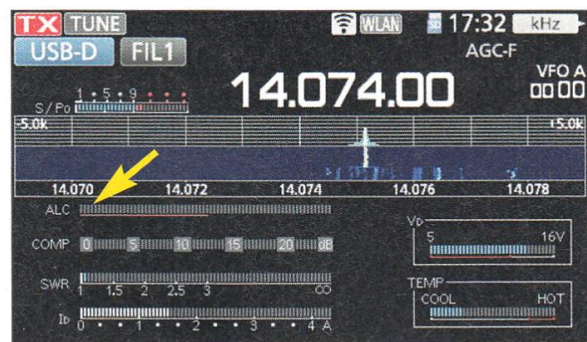 TX TUNE WLAN 17:32 kHz
USB-D FIL1 AGC-F
14.074.00 VFO A
00
S/Po 1 • 5 • 9 • • •
-5.0k +5.0k
14.070 14.072 14.074 14.076 14.078
ALC
COMP 0 5 10 15 20 dB
SWR 1 1.5 2 2.5 3 ∞
ID 0 • • 1 • • 2 • • 3 • • 4 A
VD
5 16V
TEMP
COOL HOT